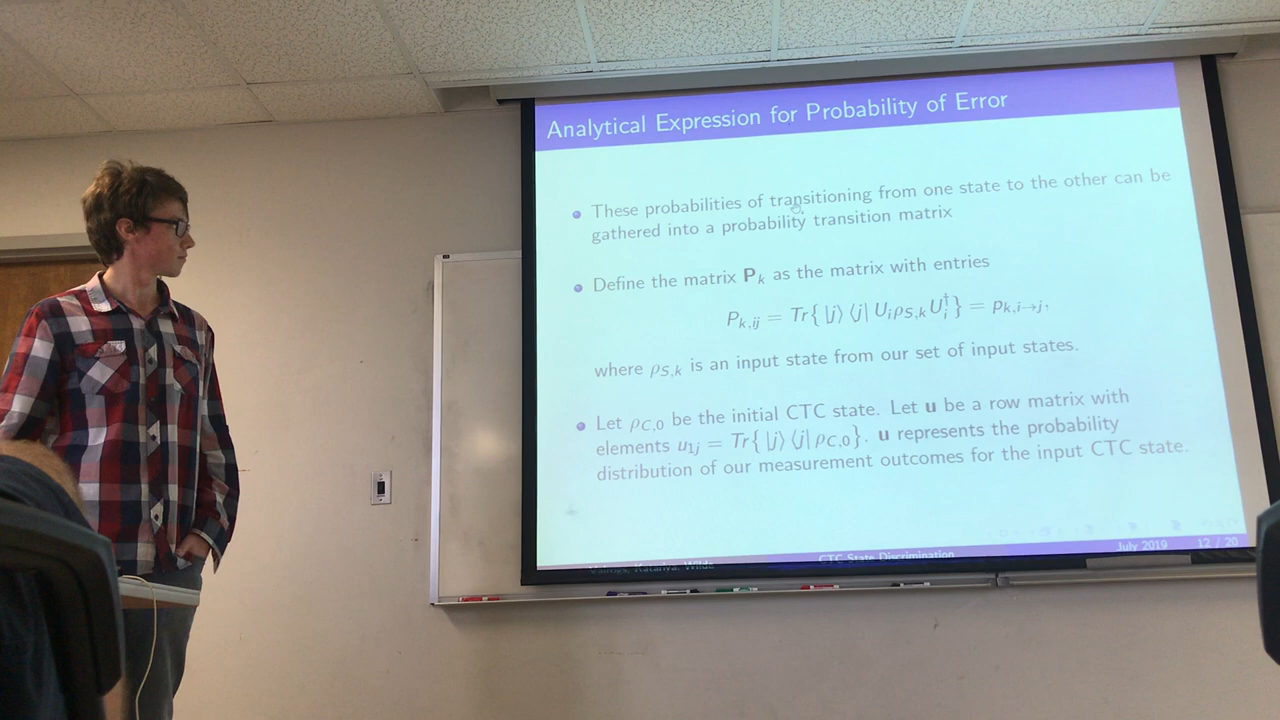 Analytical Expression for Probability of Error
These probabilities of transitioning from one state to the other can be
gathered into a probability transition matrix
Define the matrix P_k as the matrix with entries
P_{k,ij} = Tr{ |j⟩ ⟨j| U_i ρ_{S,k} U_i^† } = p_{k,i→j},
where ρ_{S,k} is an input state from our set of input states.
Let ρ_{C,0} be the initial CTC state. Let u be a row matrix with
elements u_{1j} = Tr{ |j⟩ ⟨j| ρ_{C,0} }. u represents the probability
distribution of our measurement outcomes for the input CTC state.
Vairogs, Katariya, Wilde CTC State Discrimination July 2019 12 / 20